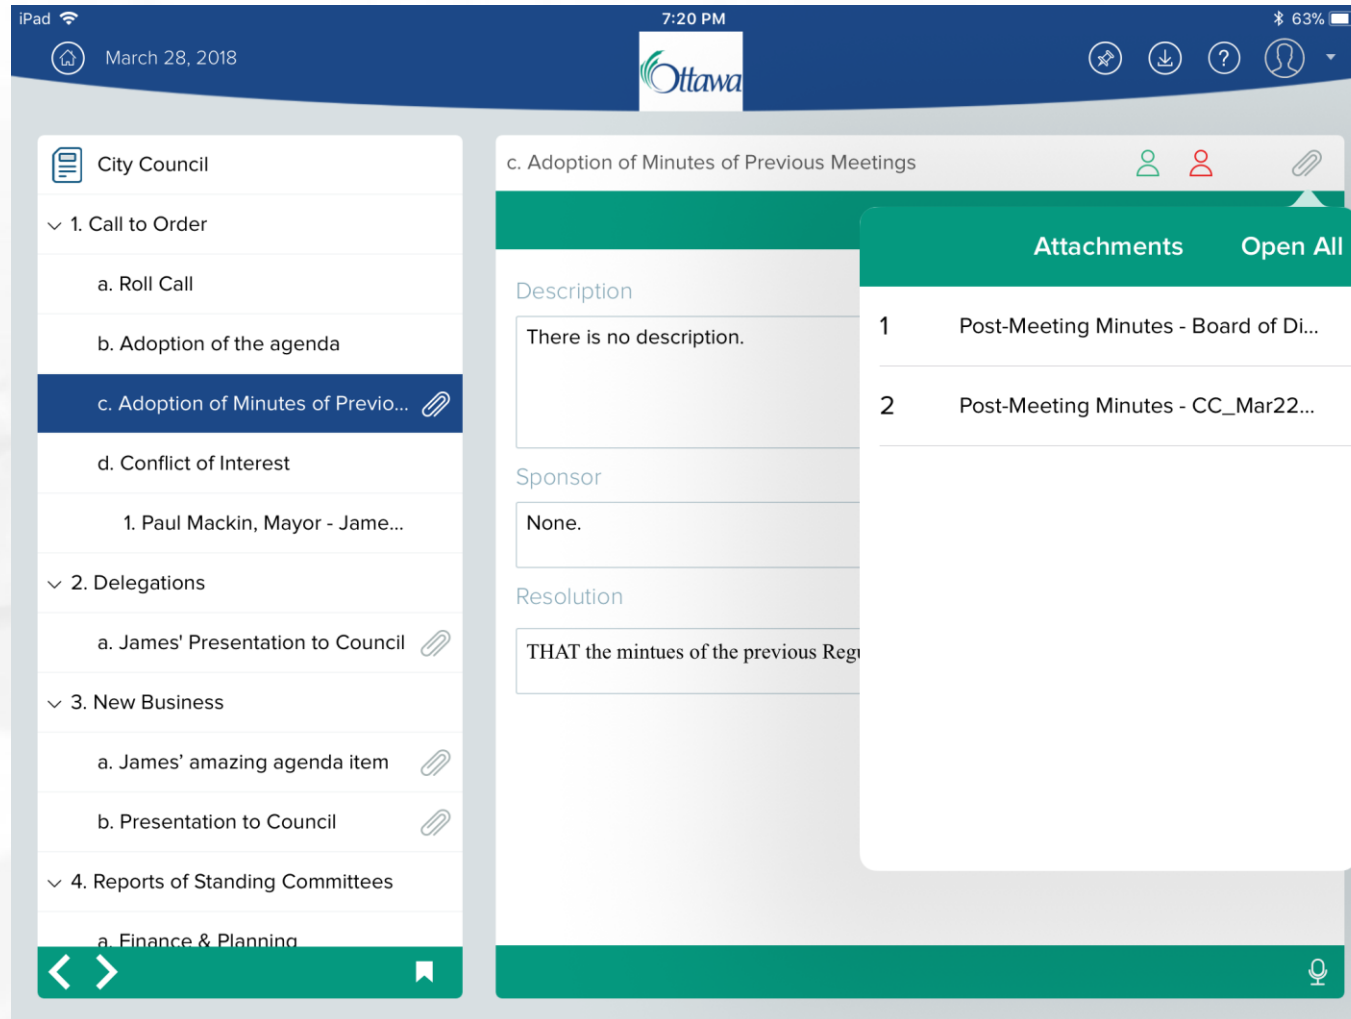 iPad 7:20 PM 63%
March 28, 2018
Ottawa
City Council
1. Call to Order
a. Roll Call
b. Adoption of the agenda
c. Adoption of Minutes of Previo...
d. Conflict of Interest
1. Paul Mackin, Mayor - Jame...
2. Delegations
a. James' Presentation to Council
3. New Business
a. James’ amazing agenda item
b. Presentation to Council
4. Reports of Standing Committees
a. Finance & Planning
c. Adoption of Minutes of Previous Meetings
Description
There is no description.
Sponsor
None.
Resolution
THAT the mintues of the previous Regu
Attachments Open All
1 Post-Meeting Minutes - Board of Di...
2 Post-Meeting Minutes - CC_Mar22...